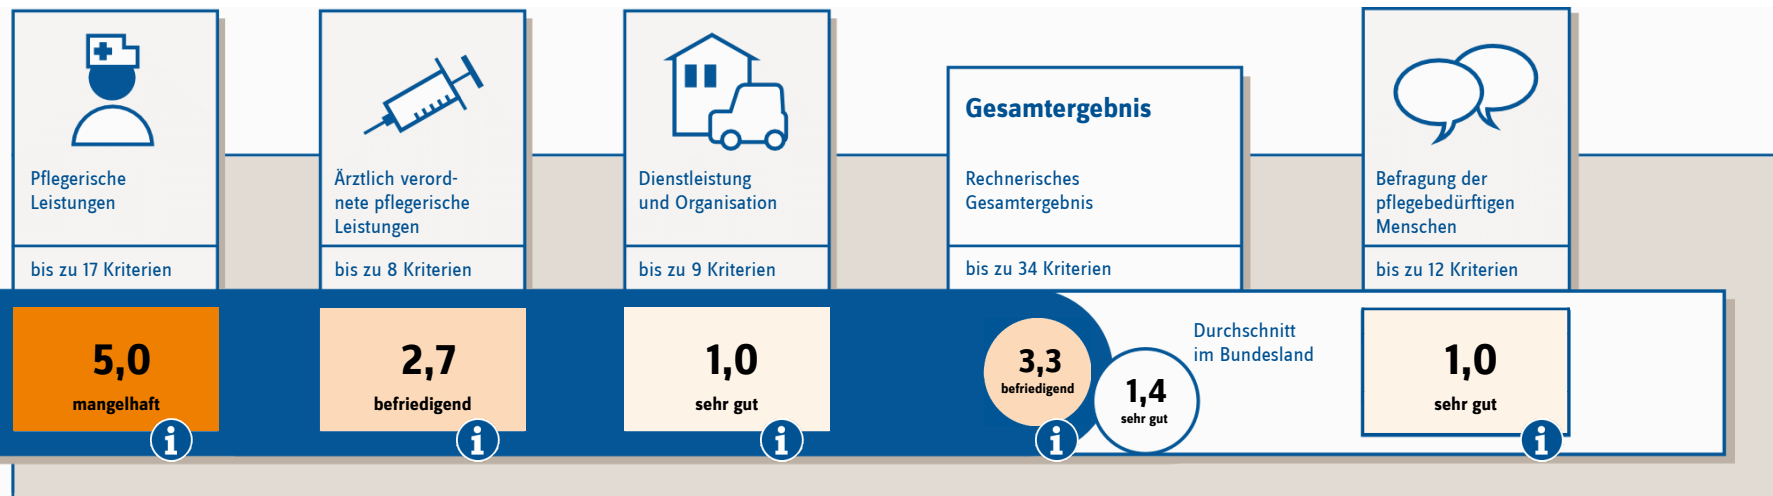 Pflegerische
Leistungen
bis zu 17 Kriterien
5,0
mangelhaft
i
Ärztlich verord-
nete pflegerische
Leistungen
bis zu 8 Kriterien
2,7
befriedigend
i
Dienstleistung
und Organisation
bis zu 9 Kriterien
1,0
sehr gut
i
Gesamtergebnis
Rechnerisches
Gesamtergebnis
bis zu 34 Kriterien
3,3
befriedigend
i
1,4
sehr gut
Durchschnitt
im Bundesland
Befragung der
pflegebedürftigen
Menschen
bis zu 12 Kriterien
1,0
sehr gut
i